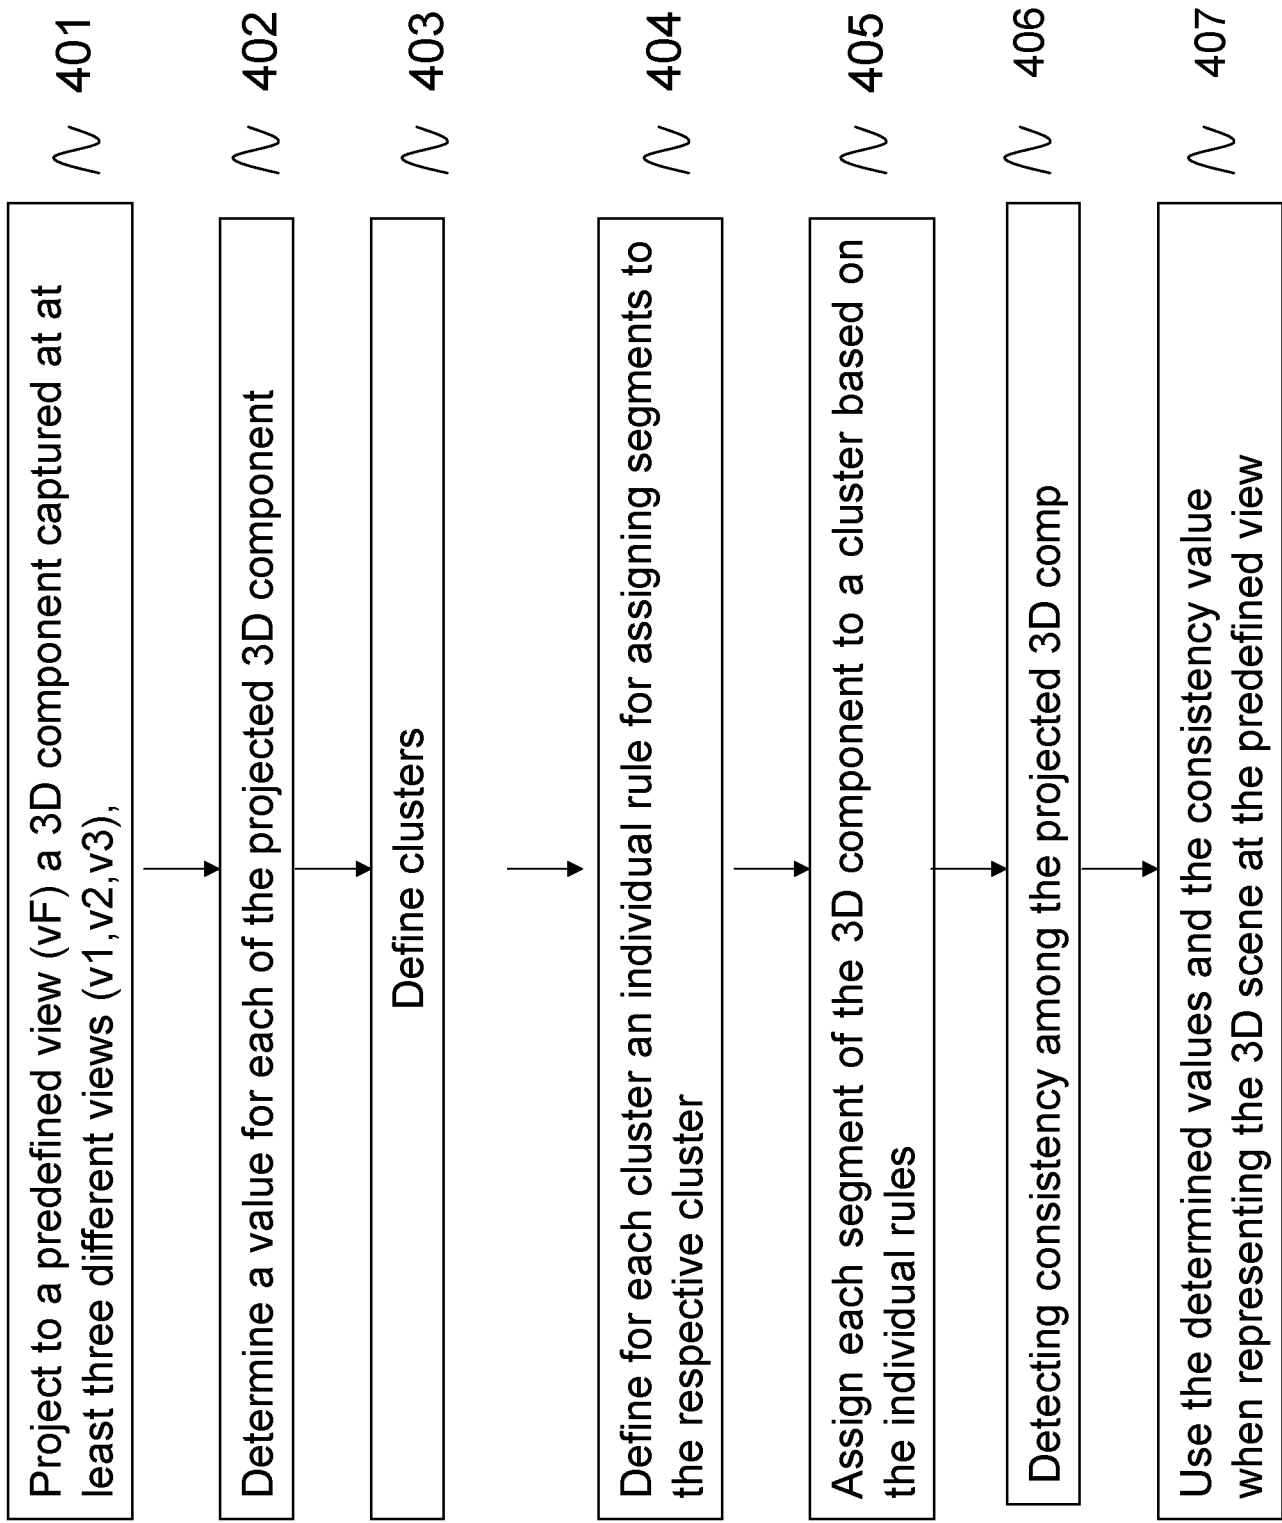 Project to a predefined view (vF) a 3D component captured at at
least three different views (v1,v2,v3),
401
Determine a value for each of the projected 3D component
402
Define clusters
403
Define for each cluster an individual rule for assigning segments to
the respective cluster
404
Assign each segment of the 3D component to a cluster based on
the individual rules
405
Detecting consistency among the projected 3D comp
406
Use the determined values and the consistency value
when representing the 3D scene at the predefined view
407